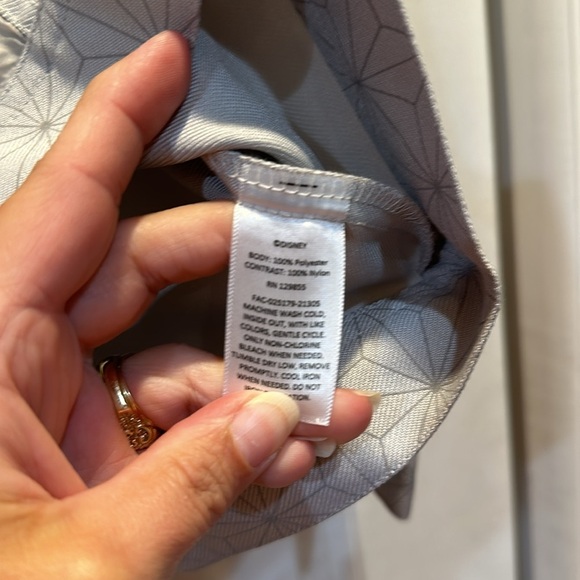 ©DISNEY
BODY: 100% Polyester
CONTRAST: 100% Nylon
RN 129855
FAC-025179-21305
MACHINE WASH COLD,
INSIDE OUT, WITH LIKE
COLORS, GENTLE CYCLE.
ONLY NON-CHLORINE
BLEACH WHEN NEEDED.
TUMBLE DRY LOW, REMOVE
PROMPTLY. COOL IRON
WHEN NEEDED. DO NOT